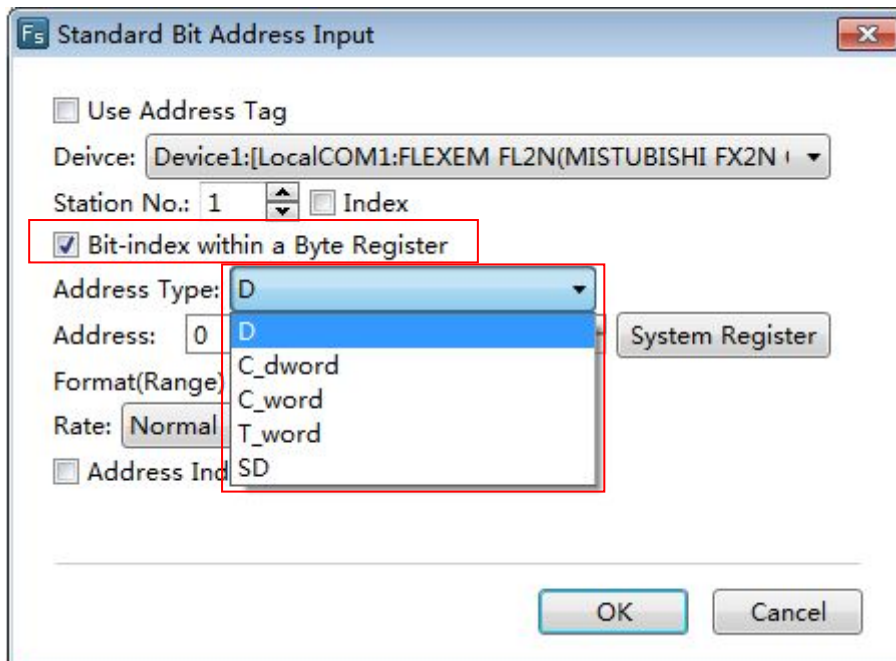 Fs Standard Bit Address Input
Use Address Tag
Deivce: Device1:[LocalCOM1:FLEXEM FL2N(MISTUBISHI FX2N
Station No.: 1 Index
Bit-index within a Byte Register
Address Type: D
Address: 0 D System Register
C_dword
Format(Range)
C_word
Rate: Normal T_word
Address Ind SD
OK Cancel